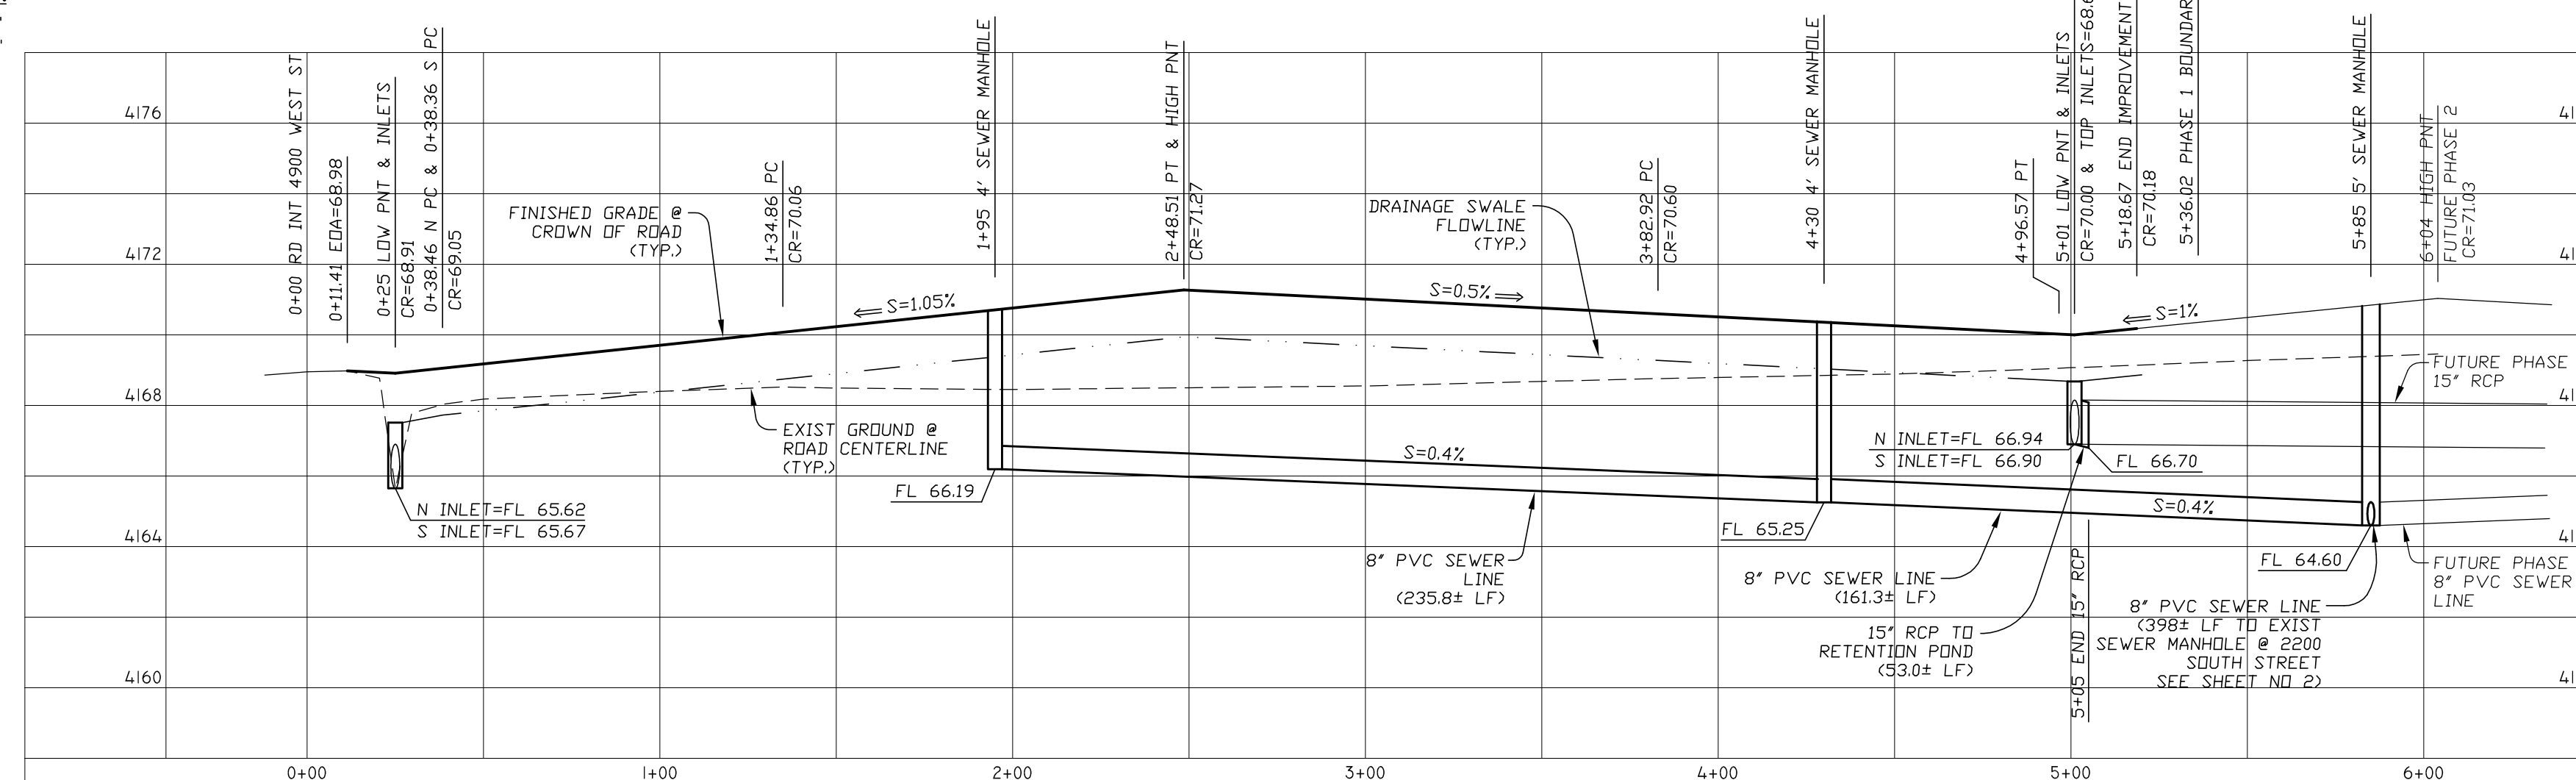 0+00 RD INT 4900 WEST ST
0+11.41 EOA=68.98
0+25 LOW PNT & INLETS
CR=68.91
0+38.46 N PC & 0+38.36 S PC
CR=69.05
1+34.86 PC
CR=70.06
1+95 4' SEWER MANHOLE
2+48.51 PT & HIGH PNT
CR=71.27
3+82.92 PC
CR=70.60
4+30 4' SEWER MANHOLE
4+96.57 PT
5+01 LOW PNT & INLETS
CR=70.00 & TOP INLETS=68.
5+18.67 END IMPROVEMENT
CR=70.18
5+36.02 PHASE 1 BOUNDAR
5+85 5' SEWER MANHOLE
6+04 HIGH PNT
FUTURE PHASE 2
CR=71.03
4176
41
4172
41
4168
41
4164
41
4160
41
FINISHED GRADE @
CROWN OF ROAD
(TYP.)
S=1.05%
DRAINAGE SWALE
FLOWLINE
(TYP.)
S=0.5%
S=1%
FUTURE PHASE
15" RCP
EXIST GROUND @
ROAD CENTERLINE
(TYP.)
N INLET=FL 65.62
S INLET=FL 65.67
FL 66.19
S=0.4%
N INLET=FL 66.94
S INLET=FL 66.90
FL 66.70
FL 65.25
S=0.4%
FL 64.60
8" PVC SEWER
LINE
(235.8± LF)
8" PVC SEWER LINE
(161.3± LF)
15" RCP TO
RETENTION POND
(53.0± LF)
5+05 END 15" RCP
8" PVC SEWER LINE
(398± LF TO EXIST
SEWER MANHOLE @ 2200
SOUTH STREET
SEE SHEET NO 2)
FUTURE PHASE
8" PVC SEWER
LINE
0+00
1+00
2+00
3+00
4+00
5+00
6+00